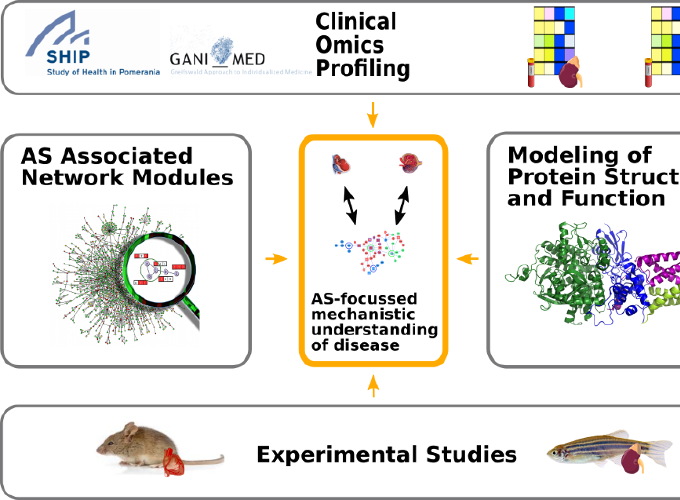 SHIP
Study of Health in Pomerania
GANI_MED
Greifswald Approach to Individualized Medicine
Clinical
Omics
Profiling
AS Associated
Network Modules
Modeling of
Protein Struct
and Function
AS-focussed
mechanistic
understanding
of disease
Experimental Studies